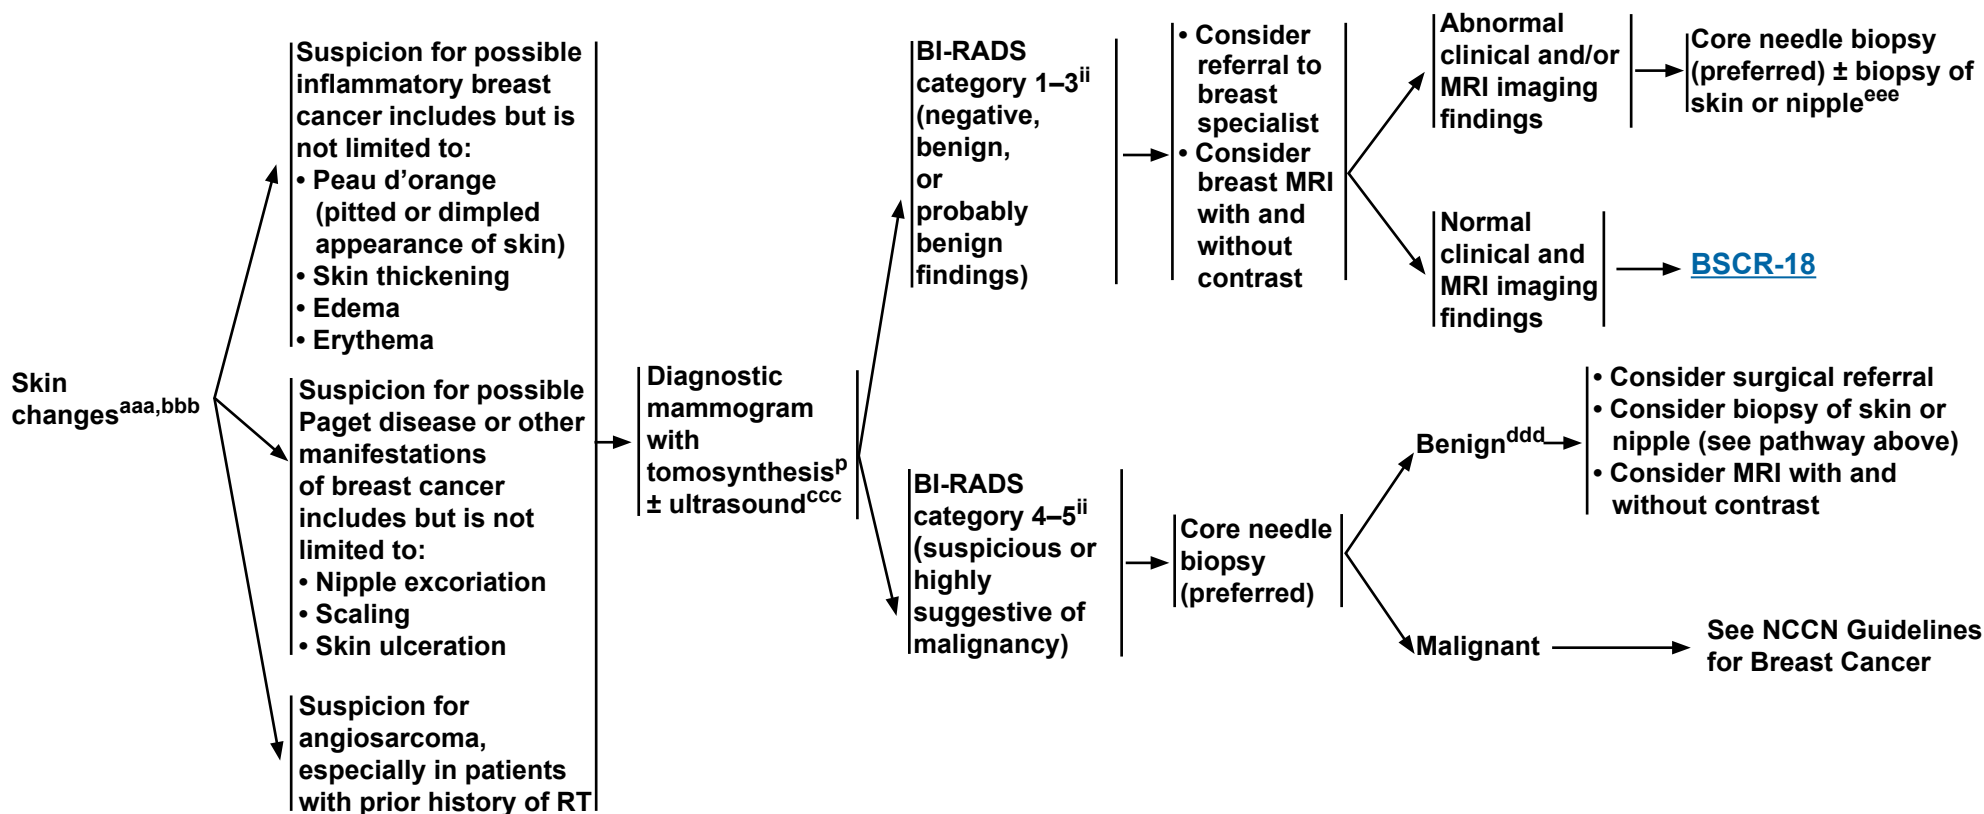 Skin
changesaaa,bbb
Suspicion for possible
inflammatory breast
cancer includes but is
not limited to:
• Peau d’orange
(pitted or dimpled
appearance of skin)
• Skin thickening
• Edema
• Erythema
Suspicion for possible
Paget disease or other
manifestations
of breast cancer
includes but is not
limited to:
• Nipple excoriation
• Scaling
• Skin ulceration
Suspicion for
angiosarcoma,
especially in patients
with prior history of RT
Diagnostic
mammogram
with
tomosynthesisp
± ultrasoundccc
BI-RADS
category 1–3ii
(negative,
benign,
or
probably
benign
findings)
• Consider
referral to
breast
specialist
• Consider
breast MRI
with and
without
contrast
Abnormal
clinical and/or
MRI imaging
findings
Core needle biopsy
(preferred) ± biopsy of
skin or nippleeee
Normal
clinical and
MRI imaging
findings
BSCR-18
BI-RADS
category 4–5ii
(suspicious or
highly
suggestive of
malignancy)
Core needle
biopsy
(preferred)
Benignddd
• Consider surgical referral
• Consider biopsy of skin or
nipple (see pathway above)
• Consider MRI with and
without contrast
Malignant
See NCCN Guidelines
for Breast Cancer